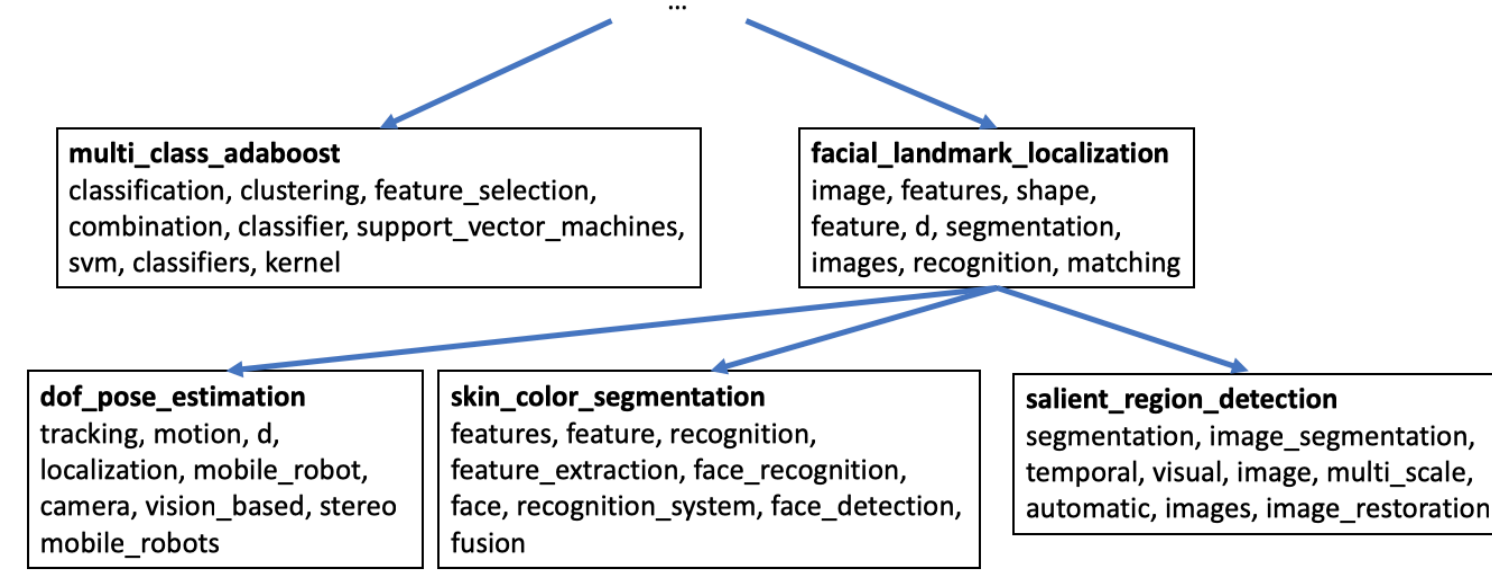 ...
multi_class_adaboost
classification, clustering, feature_selection,
combination, classifier, support_vector_machines,
svm, classifiers, kernel
facial_landmark_localization
image, features, shape,
feature, d, segmentation,
images, recognition, matching
dof_pose_estimation
tracking, motion, d,
localization, mobile_robot,
camera, vision_based, stereo
mobile_robots
skin_color_segmentation
features, feature, recognition,
feature_extraction, face_recognition,
face, recognition_system, face_detection,
fusion
salient_region_detection
segmentation, image_segmentation,
temporal, visual, image, multi_scale,
automatic, images, image_restoration